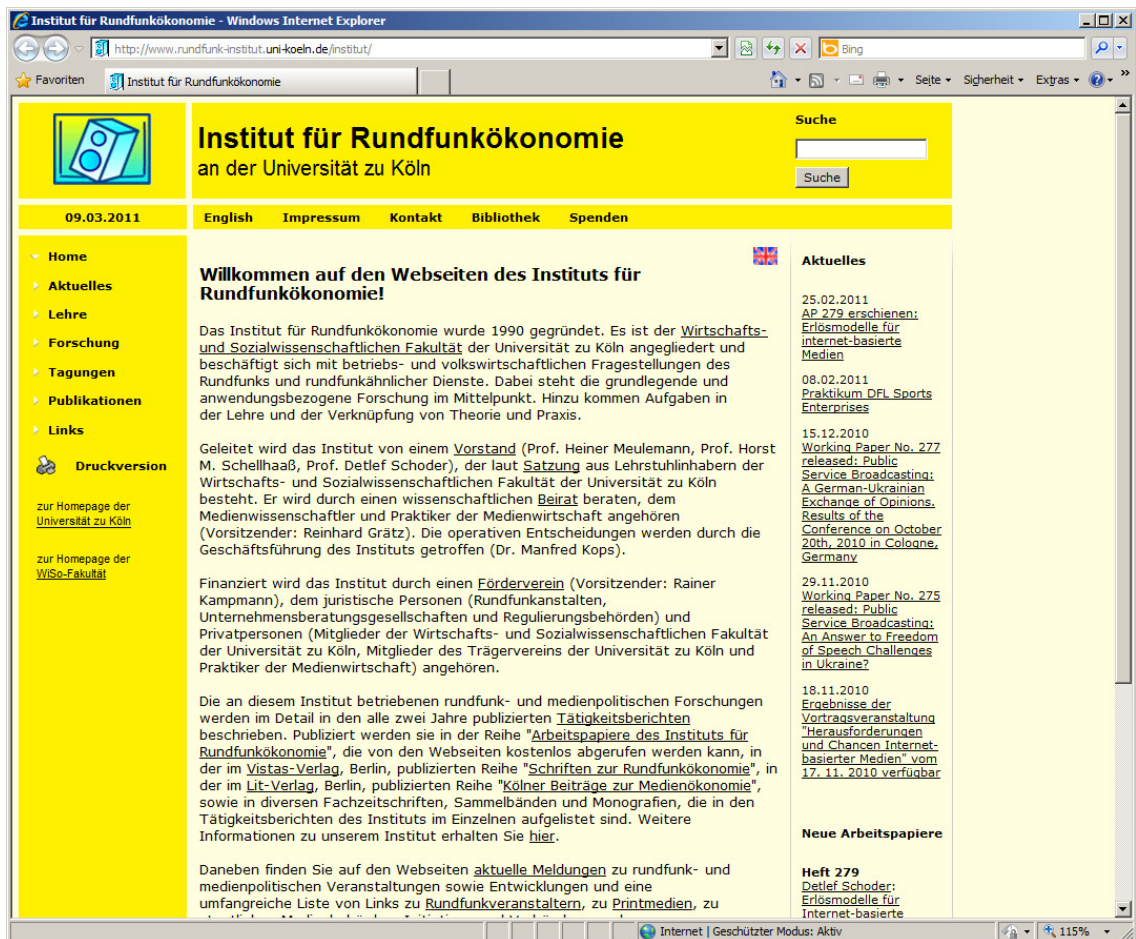 Institut für Rundfunkökonomie - Windows Internet Explorer
http://www.rundfunk-institut.uni-koeln.de/institut/
Bing
Favoriten
Institut für Rundfunkökonomie
Seite
Sicherheit
Extras
Institut für Rundfunkökonomie
an der Universität zu Köln
Suche
Suche
09.03.2011
English Impressum Kontakt Bibliothek Spenden
Home
Aktuelles
Lehre
Forschung
Tagungen
Publikationen
Links
Druckversion
zur Homepage der
Universität zu Köln
zur Homepage der
WiSo-Fakultät
Willkommen auf den Webseiten des Instituts für
Rundfunkökonomie!
Das Institut für Rundfunkökonomie wurde 1990 gegründet. Es ist der Wirtschafts-
und Sozialwissenschaftlichen Fakultät der Universität zu Köln angegliedert und
beschäftigt sich mit betriebs- und volkswirtschaftlichen Fragestellungen des
Rundfunks und rundfunkähnlicher Dienste. Dabei steht die grundlegende und
anwendungsbezogene Forschung im Mittelpunkt. Hinzu kommen Aufgaben in
der Lehre und der Verknüpfung von Theorie und Praxis.
Geleitet wird das Institut von einem Vorstand (Prof. Heiner Meulemann, Prof. Horst
M. Schellhaaß, Prof. Detlef Schoder), der laut Satzung aus Lehrstuhlinhabern der
Wirtschafts- und Sozialwissenschaftlichen Fakultät der Universität zu Köln
besteht. Er wird durch einen wissenschaftlichen Beirat beraten, dem
Medienwissenschaftler und Praktiker der Medienwirtschaft angehören
(Vorsitzender: Reinhard Grätz). Die operativen Entscheidungen werden durch die
Geschäftsführung des Instituts getroffen (Dr. Manfred Kops).
Finanziert wird das Institut durch einen Förderverein (Vorsitzender: Rainer
Kampmann), dem juristische Personen (Rundfunkanstalten,
Unternehmensberatungsgesellschaften und Regulierungsbehörden) und
Privatpersonen (Mitglieder der Wirtschafts- und Sozialwissenschaftlichen Fakultät
der Universität zu Köln, Mitglieder des Trägervereins der Universität zu Köln und
Praktiker der Medienwirtschaft) angehören.
Die an diesem Institut betriebenen rundfunk- und medienpolitischen Forschungen
werden im Detail in den alle zwei Jahre publizierten Tätigkeitsberichten
beschrieben. Publiziert werden sie in der Reihe "Arbeitspapiere des Instituts für
Rundfunkökonomie", die von den Webseiten kostenlos abgerufen werden kann, in
der im Vistas-Verlag, Berlin, publizierten Reihe "Schriften zur Rundfunkökonomie", in
der im Lit-Verlag, Berlin, publizierten Reihe "Kölner Beiträge zur Medienökonomie",
sowie in diversen Fachzeitschriften, Sammelbänden und Monografien, die in den
Tätigkeitsberichten des Instituts im Einzelnen aufgelistet sind. Weitere
Informationen zu unserem Institut erhalten Sie hier.
Daneben finden Sie auf den Webseiten aktuelle Meldungen zu rundfunk- und
medienpolitischen Veranstaltungen sowie Entwicklungen und eine
umfangreiche Liste von Links zu Rundfunkveranstaltern, zu Printmedien, zu
Aktuelles
25.02.2011
AP 279 erschienen:
Erlösmodelle für
internet-basierte
Medien
08.02.2011
Praktikum DFL Sports
Enterprises
15.12.2010
Working Paper No. 277
released: Public
Service Broadcasting:
A German-Ukrainian
Exchange of Opinions.
Results of the
Conference on October
20th, 2010 in Cologne,
Germany
29.11.2010
Working Paper No. 275
released: Public
Service Broadcasting:
An Answer to Freedom
of Speech Challenges
in Ukraine?
18.11.2010
Ergebnisse der
Vortragsveranstaltung
"Herausforderungen
und Chancen Internet-
basierter Medien" vom
17. 11. 2010 verfügbar
Neue Arbeitspapiere
Heft 279
Detlef Schoder:
Erlösmodelle für
Internet-basierte
Internet | Geschützter Modus: Aktiv
115%